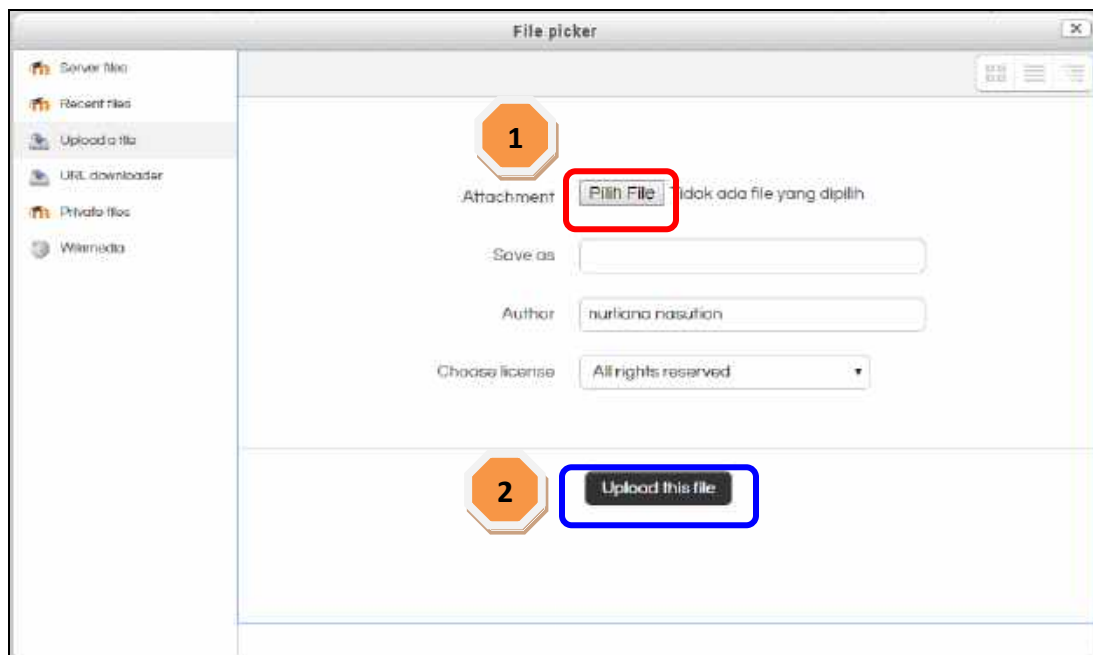 File picker
Server files
Recent files
Upload a file
URL downloader
Private files
Wikimedia
1
Attachment Pilih File Tidak ada file yang dipilih
Save as
Author nurliana nasution
Choose license All rights reserved
2
Upload this file